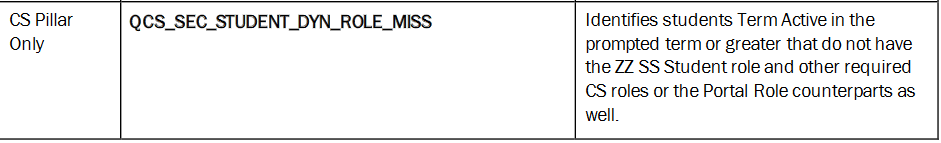 CS Pillar
Only
QCS_SEC_STUDENT_DYN_ROLE_MISS
Identifies students Term Active in the
prompted term or greater that do not have
the ZZ SS Student role and other required
CS roles or the Portal Role counterparts as
well.